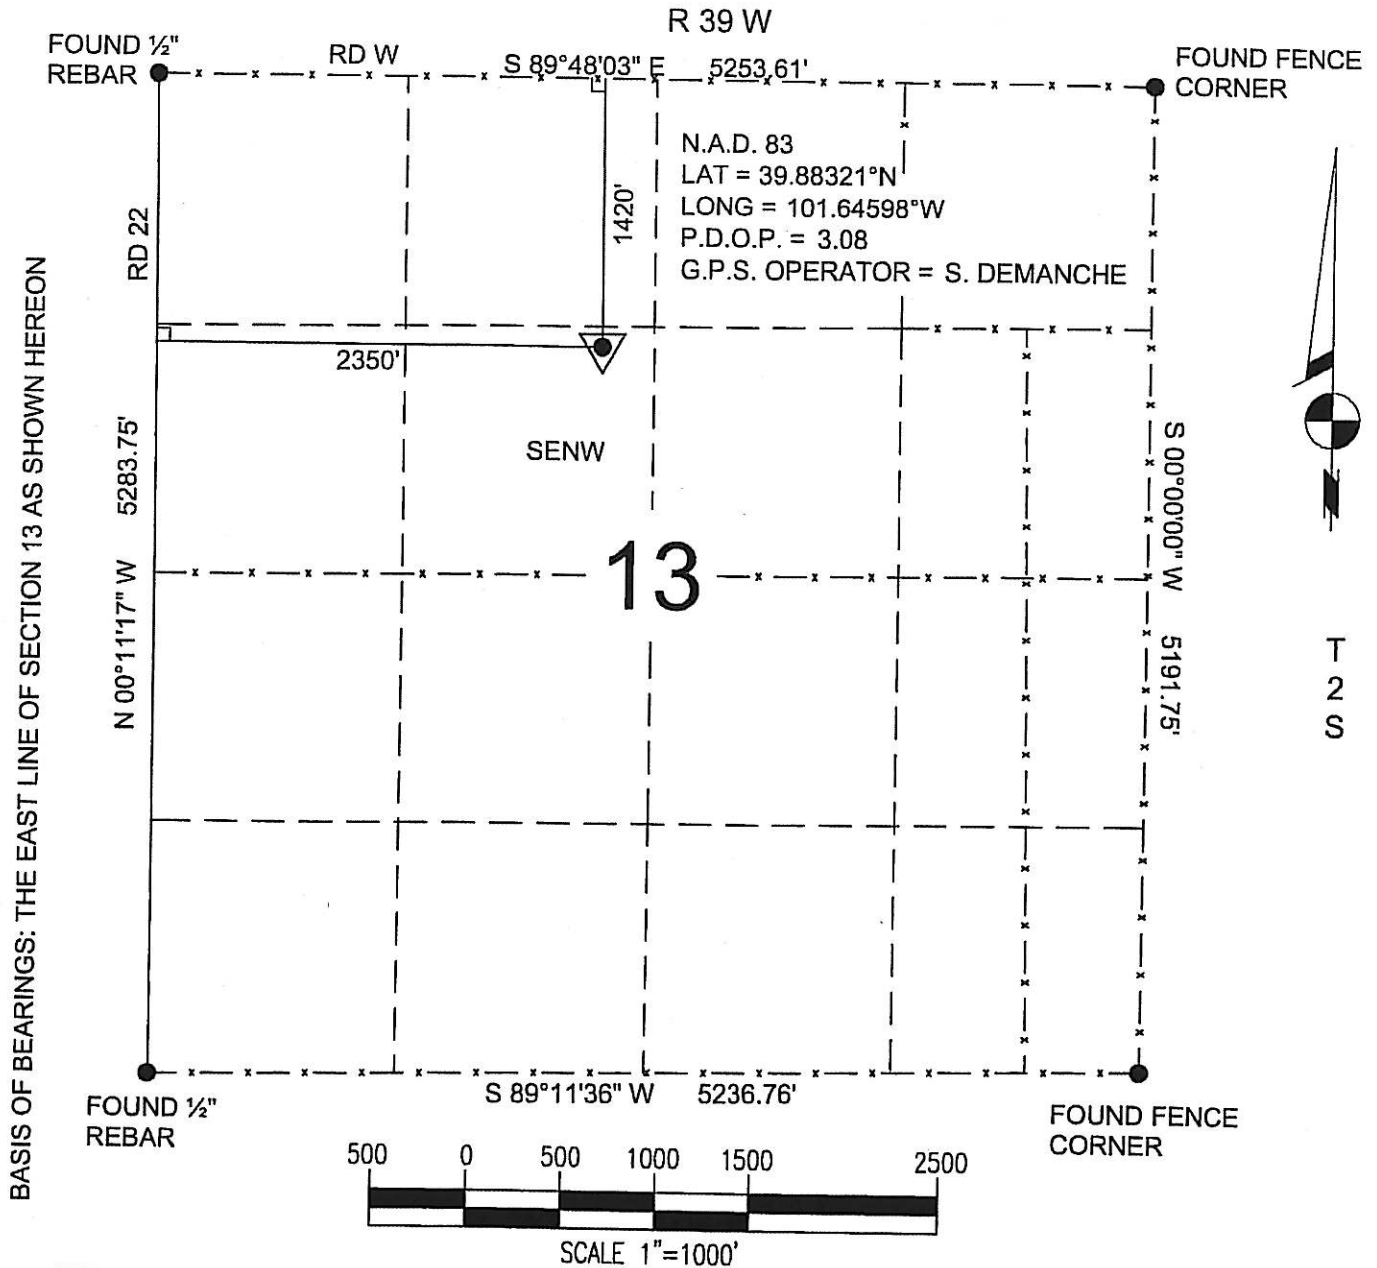 R 39 W
FOUND ½"
REBAR
RD W
S 89°48'03" E 5253.61'
FOUND FENCE
CORNER
N.A.D. 83
LAT = 39.88321°N
LONG = 101.64598°W
P.D.O.P. = 3.08
G.P.S. OPERATOR = S. DEMANCHE
1420'
RD 22
2350'
SENW
BASIS OF BEARINGS: THE EAST LINE OF SECTION 13 AS SHOWN HEREON
N 00°11'17" W 5283.75'
13
S 00°00'00" W 5191.75'
N
T
2
S
S 89°11'36" W 5236.76'
FOUND ½"
REBAR
FOUND FENCE
CORNER
500 0 500 1000 1500 2500
SCALE 1"=1000'